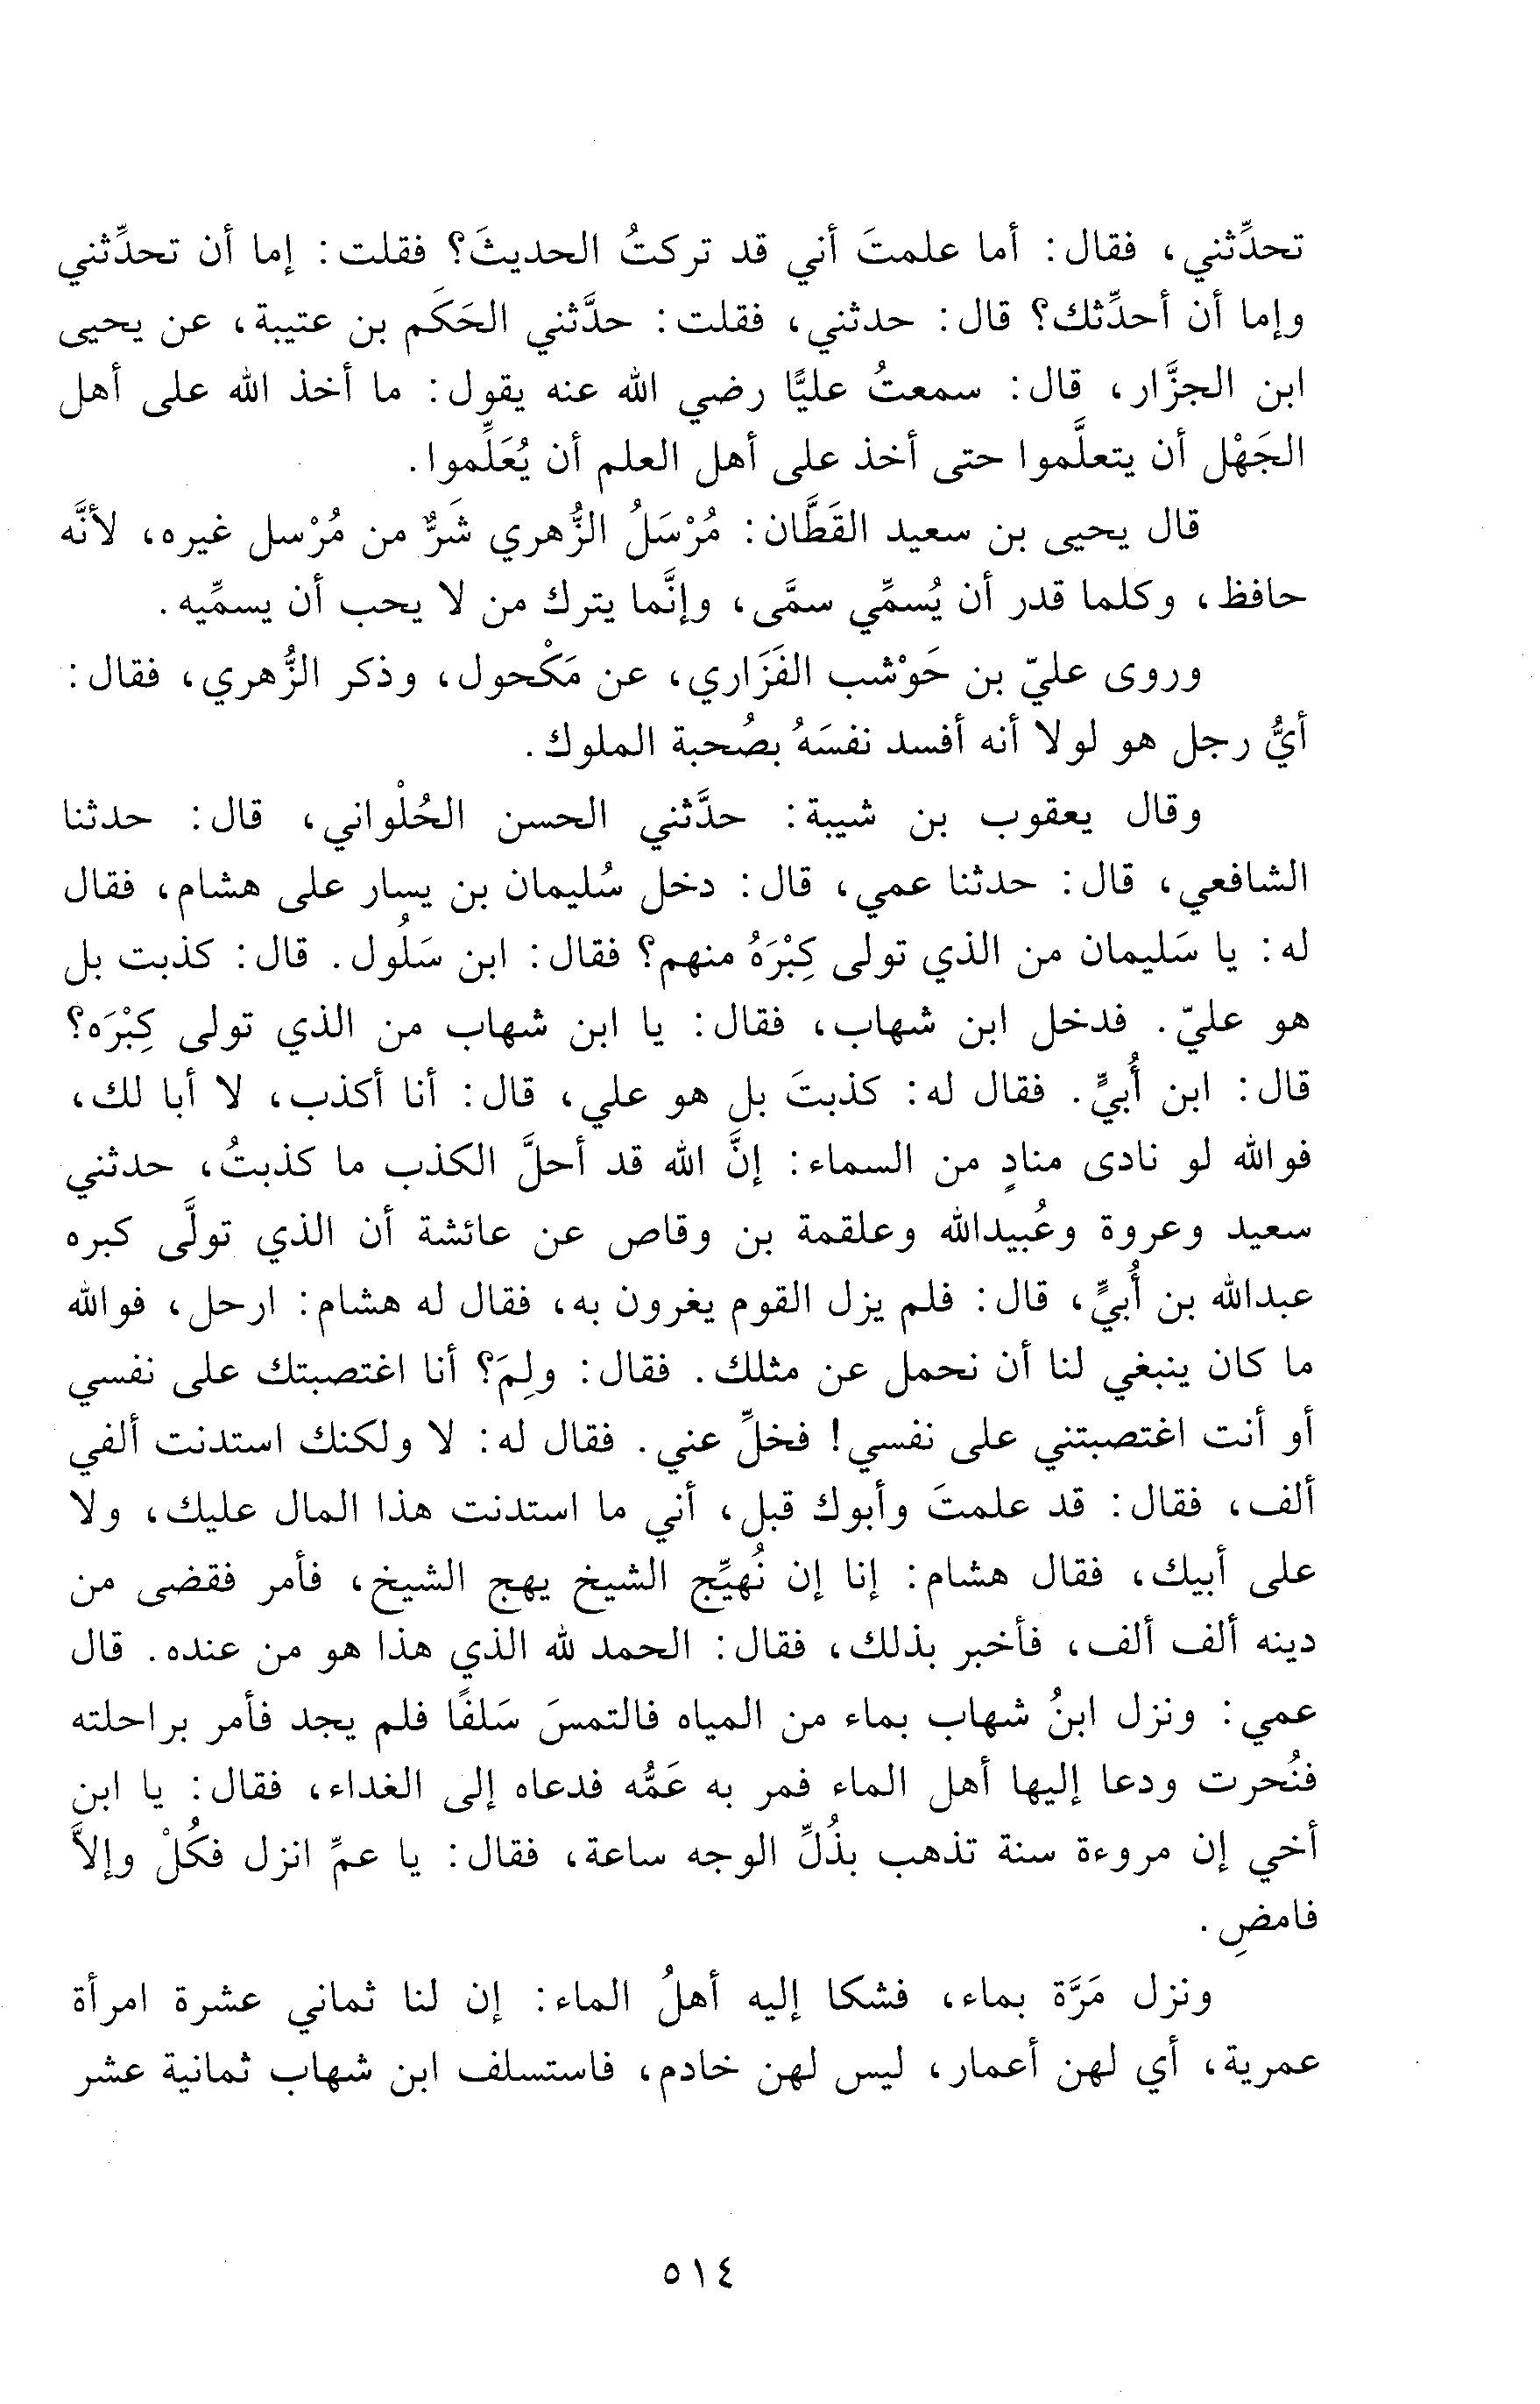 تحدِّثني، فقال: أما علمتَ أني قد تركتُ الحديثَ؟ فقلت: إما أن تحدِّثني
وإما أن أحدِّثك؟ قال: حدثني، فقلت: حدَّثني الحَكَم بن عتيبة، عن يحيى
ابن الجزَّار، قال: سمعتُ عليًّا رضي الله عنه يقول: ما أخذ الله على أهل
الجَهْل أن يتعلَّموا حتى أخذ على أهل العلم أن يُعَلِّموا.
قال يحيى بن سعيد القَطَّان: مُرْسَلُ الزُّهري شَرٌّ من مُرْسل غيره، لأنَّه
حافظ، وكلما قدر أن يُسمِّي سمَّى، وإنَّما يترك من لا يحب أن يسمِّيه.
وروى عليّ بن حَوْشب الفَزَاري، عن مَكْحول، وذكر الزُّهري، فقال:
أيُّ رجل هو لولا أنه أفسد نفسَهُ بصُحبة الملوك.
وقال يعقوب بن شيبة: حدَّثني الحسن الحُلْواني، قال: حدثنا
الشافعي، قال: حدثنا عمي، قال: دخل سُليمان بن يسار على هشام، فقال
له: يا سَليمان من الذي تولى كِبْرَهُ منهم؟ فقال: ابن سَلُول. قال: كذبت بل
هو عليّ. فدخل ابن شهاب، فقال: يا ابن شهاب من الذي تولى كِبْرَه؟
قال: ابن أُبيٍّ. فقال له: كذبتَ بل هو علي، قال: أنا أكذب، لا أبا لك،
فوالله لو نادى منادٍ من السماء: إنَّ الله قد أحلَّ الكذب ما كذبتُ، حدثني
سعيد وعروة وعُبيدالله وعلقمة بن وقاص عن عائشة أن الذي تولَّى كبره
عبدالله بن أُبيٍّ، قال: فلم يزل القوم يغرون به، فقال له هشام: ارحل، فوالله
ما كان ينبغي لنا أن نحمل عن مثلك. فقال: ولِمَ؟ أنا اغتصبتك على نفسي
أو أنت اغتصبتني على نفسي! فخلِّ عني. فقال له: لا ولكنك استدنت ألفي
ألف، فقال: قد علمتَ وأبوك قبل، أني ما استدنت هذا المال عليك، ولا
على أبيك، فقال هشام: إنا إن نُهيِّج الشيخ يهج الشيخ، فأمر فقضى من
دينه ألف ألف، فأخبر بذلك، فقال: الحمد لله الذي هذا هو من عنده. قال
عمي: ونزل ابنُ شهاب بماء من المياه فالتمسَ سَلفًا فلم يجد فأمر براحلته
فنُحرت ودعا إليها أهل الماء فمر به عَمُّه فدعاه إلى الغداء، فقال: يا ابن
أخي إن مروءة سنة تذهب بذُلِّ الوجه ساعة، فقال: يا عمِّ انزل فكُلْ وإلاَّ
فامضِ.
ونزل مَرَّة بماء، فشكا إليه أهلُ الماء: إن لنا ثماني عشرة امرأة
عمرية، أي لهن أعمار، ليس لهن خادم، فاستسلف ابن شهاب ثمانية عشر
٥١٤